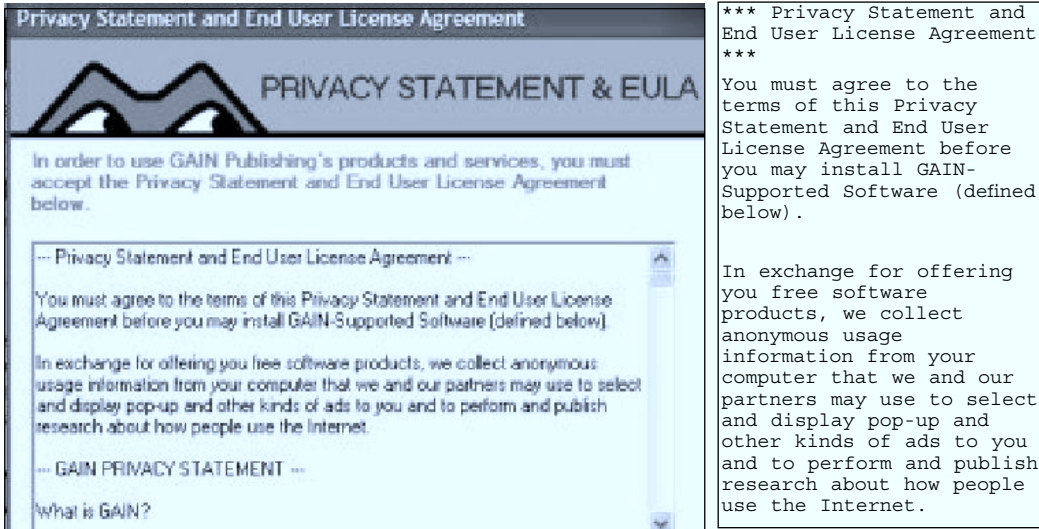 Privacy Statement and End User License Agreement
PRIVACY STATEMENT & EULA
In order to use GAIN Publishing's products and services, you must
accept the Privacy Statement and End User License Agreement
below.
--- Privacy Statement and End User License Agreement ---
You must agree to the terms of this Privacy Statement and End User License
Agreement before you may install GAIN-Supported Software (defined below).
In exchange for offering you free software products, we collect anonymous
usage information from your computer that we and our partners may use to select
and display pop-up and other kinds of ads to you and to perform and publish
research about how people use the Internet.
--- GAIN PRIVACY STATEMENT ---
What is GAIN?
*** Privacy Statement and
End User License Agreement
***
You must agree to the
terms of this Privacy
Statement and End User
License Agreement before
you may install GAIN-
Supported Software (defined
below).
In exchange for offering
you free software
products, we collect
anonymous usage
information from your
computer that we and our
partners may use to select
and display pop-up and
other kinds of ads to you
and to perform and publish
research about how people
use the Internet.